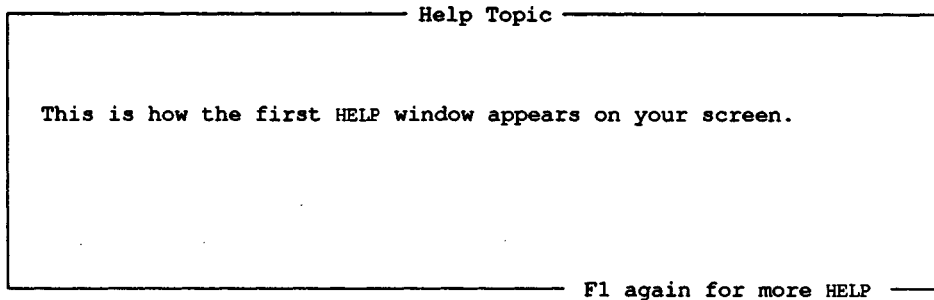 Help Topic
This is how the first HELP window appears on your screen.
F1 again for more HELP